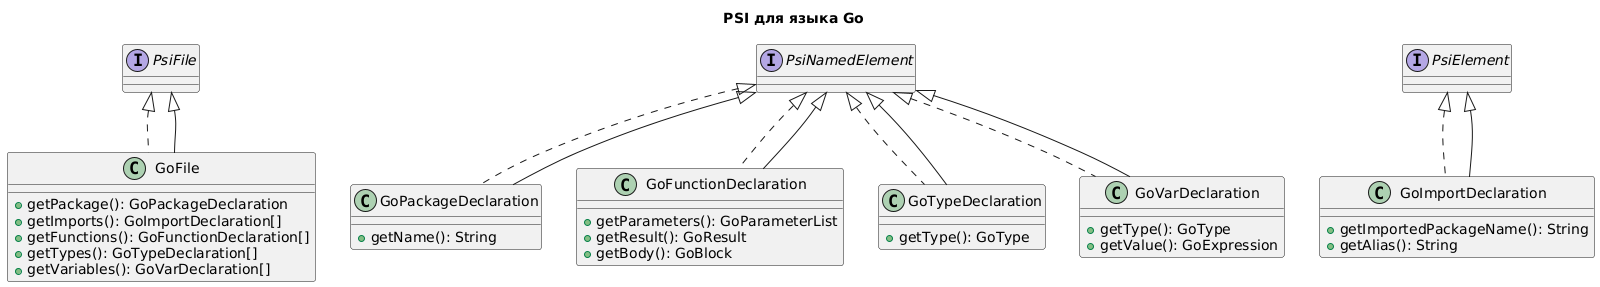 PSI для языка Go
I PsiFile
I PsiNamedElement
I PsiElement
C GoFile
getPackage(): GoPackageDeclaration
getImports(): GoImportDeclaration[]
getFunctions(): GoFunctionDeclaration[]
getTypes(): GoTypeDeclaration[]
getVariables(): GoVarDeclaration[]
C GoPackageDeclaration
getName(): String
C GoFunctionDeclaration
getParameters(): GoParameterList
getResult(): GoResult
getBody(): GoBlock
C GoTypeDeclaration
getType(): GoType
C GoVarDeclaration
getType(): GoType
getValue(): GoExpression
C GoImportDeclaration
getImportedPackageName(): String
getAlias(): String